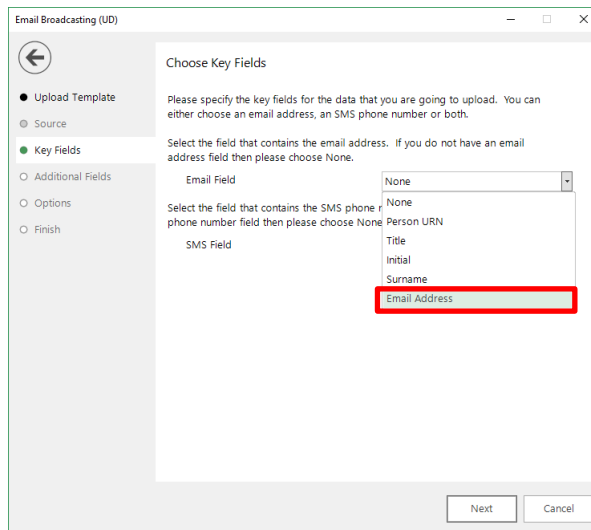 Email Broadcasting (UD)
Choose Key Fields
Upload Template
Source
Key Fields
Additional Fields
Options
Finish
Please specify the key fields for the data that you are going to upload. You can
either choose an email address, an SMS phone number or both.
Select the field that contains the email address. If you do not have an email
address field then please choose None.
Email Field
None
Select the field that contains the SMS phone
phone number field then please choose None
SMS Field
None
Person URN
Title
Initial
Surname
Email Address
Next
Cancel